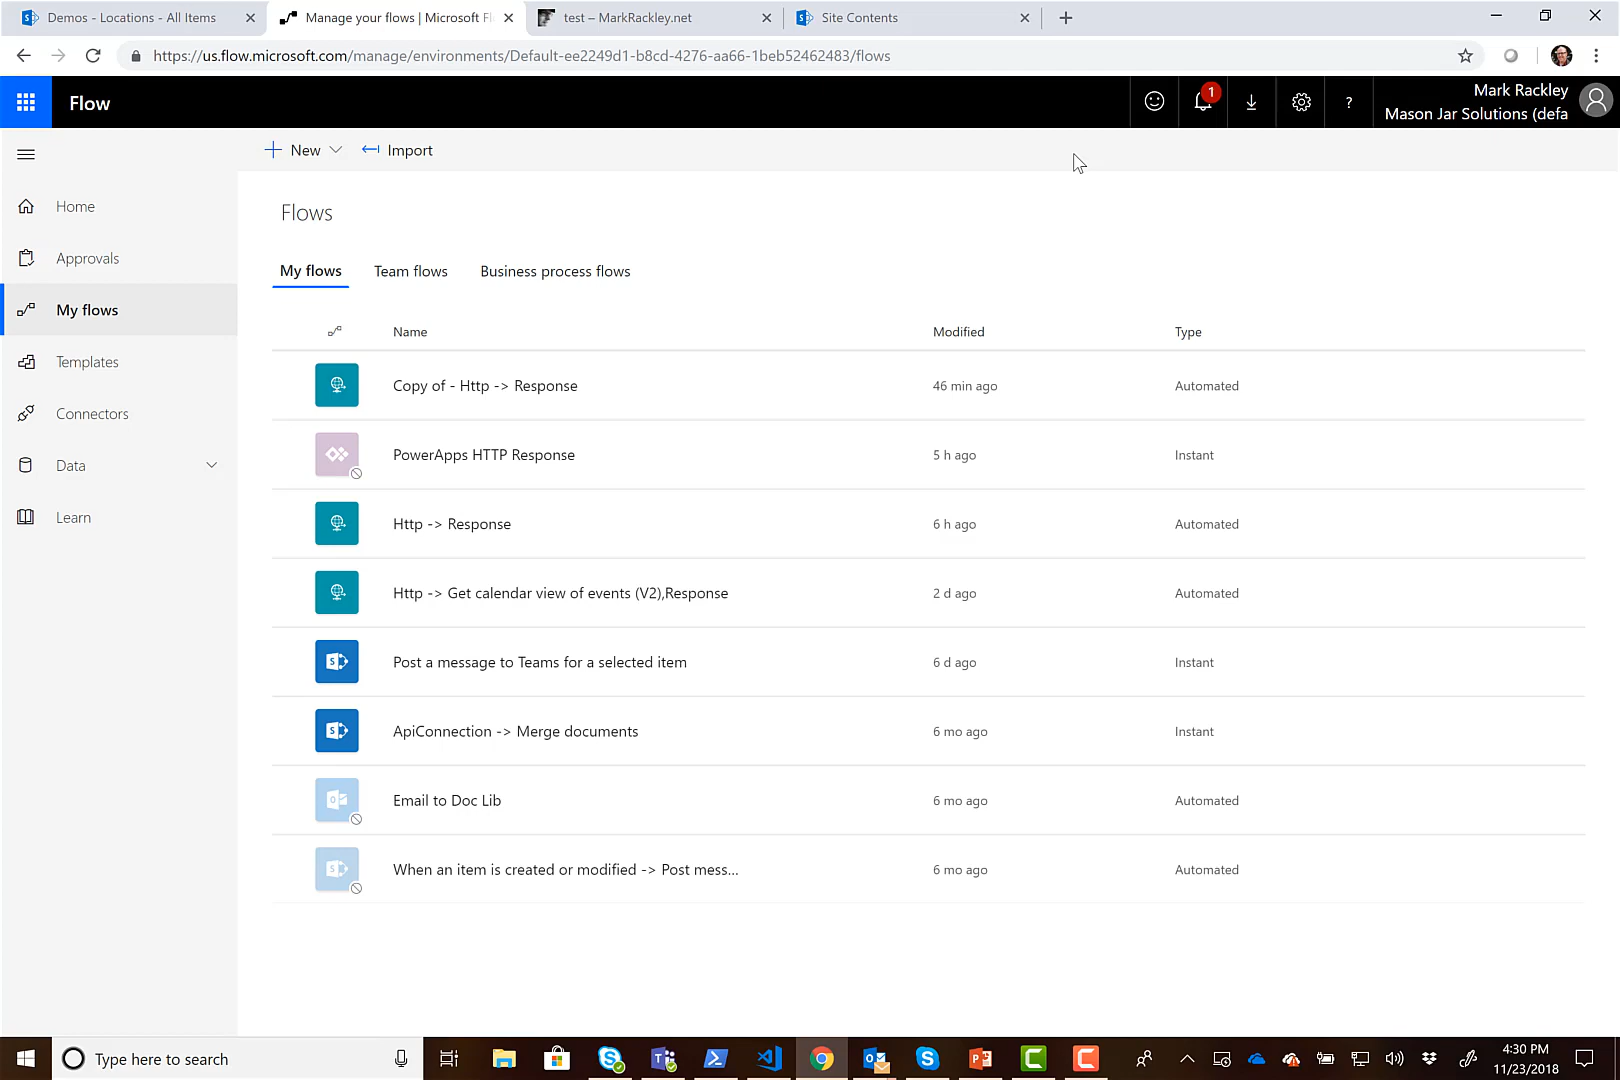 Demos - Locations - All Items
Manage your flows | Microsoft Fl
test – MarkRackley.net
Site Contents
https://us.flow.microsoft.com/manage/environments/Default-ee2249d1-b8cd-4276-aa66-1beb52462483/flows
Flow
1
?
Mark Rackley
Mason Jar Solutions (defa
New
Import
Home
Approvals
My flows
Templates
Connectors
Data
Learn
Flows
My flows Team flows Business process flows
Name Modified Type
Copy of - Http -> Response 46 min ago Automated
PowerApps HTTP Response 5 h ago Instant
Http -> Response 6 h ago Automated
Http -> Get calendar view of events (V2),Response 2 d ago Automated
Post a message to Teams for a selected item 6 d ago Instant
ApiConnection -> Merge documents 6 mo ago Instant
Email to Doc Lib 6 mo ago Automated
When an item is created or modified -> Post mess... 6 mo ago Automated
Type here to search
4:30 PM
11/23/2018